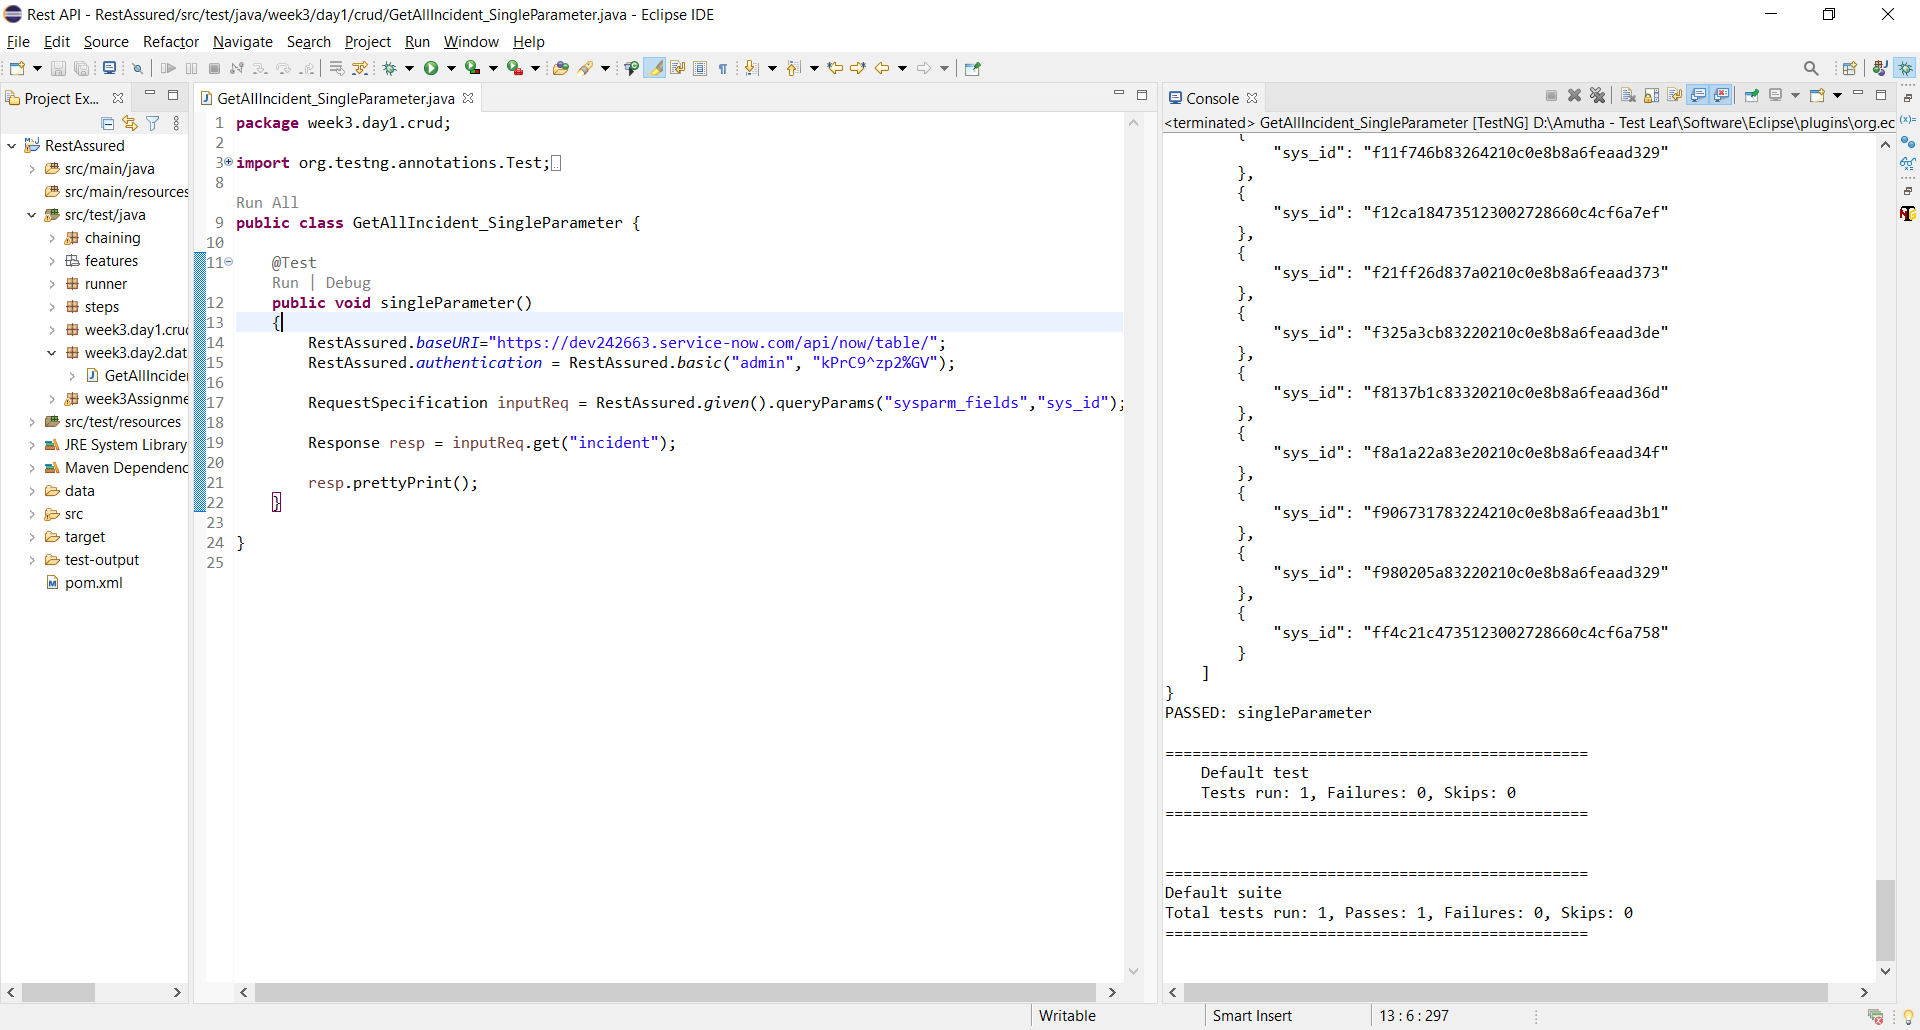 Rest API - RestAssured/src/test/java/week3/day1/crud/GetAllIncident_SingleParameter.java - Eclipse IDE
File Edit Source Refactor Navigate Search Project Run Window Help
Project Ex...
RestAssured
src/main/java
src/main/resources
src/test/java
chaining
features
runner
steps
week3.day1.cruc
week3.day2.dat
GetAllIncider
week3Assignme
src/test/resources
JRE System Library
Maven Dependenc
data
src
target
test-output
pom.xml
GetAllIncident_SingleParameter.java
1 package week3.day1.crud;
2
3 import org.testng.annotations.Test;
8
Run All
9 public class GetAllIncident_SingleParameter {
10
11 @Test
Run | Debug
12 public void singleParameter()
13 {
14 RestAssured.baseURI="https://dev242663.service-now.com/api/now/table/";
15 RestAssured.authentication = RestAssured.basic("admin", "kPrC9^zp2%GV");
16
17 RequestSpecification inputReq = RestAssured.given().queryParams("sysparm_fields","sys_id");
18
19 Response resp = inputReq.get("incident");
20
21 resp.prettyPrint();
22 }
23
24 }
25
Console
<terminated> GetAllIncident_SingleParameter [TestNG] D:\Amutha - Test Leaf\Software\Eclipse\plugins\org.ec
{
"sys_id": "f11f746b83264210c0e8b8a6feaad329"
},
{
"sys_id": "f12ca184735123002728660c4cf6a7ef"
},
{
"sys_id": "f21ff26d837a0210c0e8b8a6feaad373"
},
{
"sys_id": "f325a3cb83220210c0e8b8a6feaad3de"
},
{
"sys_id": "f8137b1c83320210c0e8b8a6feaad36d"
},
{
"sys_id": "f8a1a22a83e20210c0e8b8a6feaad34f"
},
{
"sys_id": "f906731783224210c0e8b8a6feaad3b1"
},
{
"sys_id": "f980205a83220210c0e8b8a6feaad329"
},
{
"sys_id": "ff4c21c4735123002728660c4cf6a758"
}
]
}
PASSED: singleParameter
===============================================
Default test
Tests run: 1, Failures: 0, Skips: 0
===============================================
===============================================
Default suite
Total tests run: 1, Passes: 1, Failures: 0, Skips: 0
===============================================
Writable
Smart Insert
13 : 6 : 297